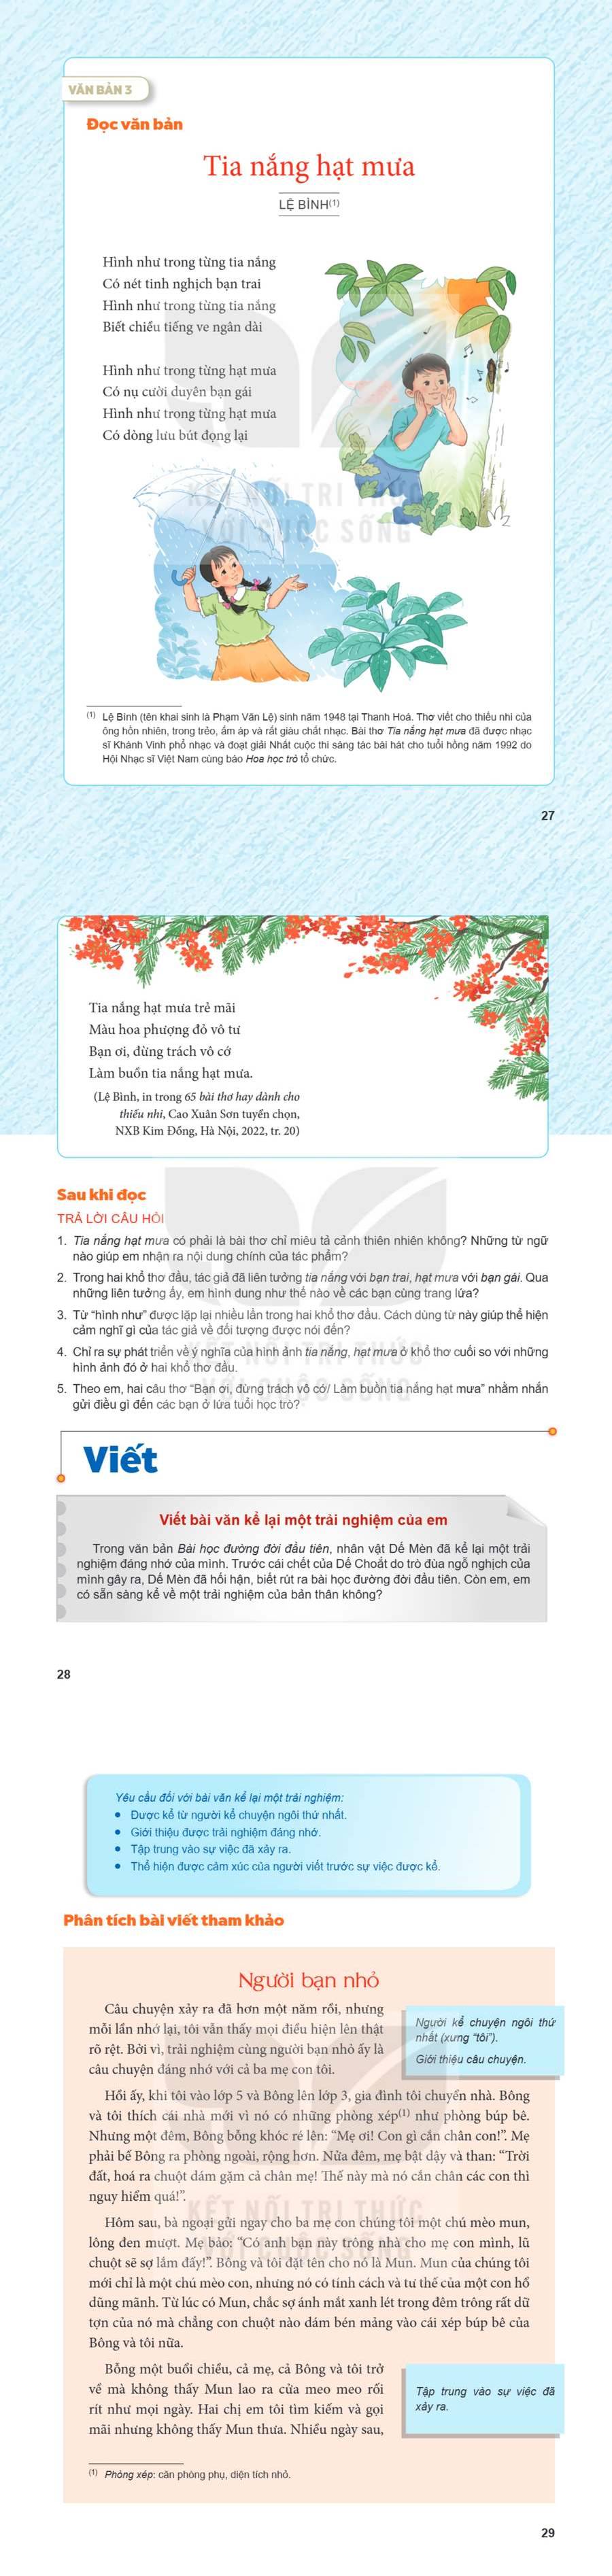 VĂN BẢN 3
Đọc văn bản
Tia nắng hạt mưa
LỆ BÌNH(1)
Hình như trong từng tia nắng
Có nét tinh nghịch bạn trai
Hình như trong từng tia nắng
Biết chiều tiếng ve ngân dài
Hình như trong từng hạt mưa
Có nụ cười duyên bạn gái
Hình như trong từng hạt mưa
Có dòng lưu bút đọng lại
KẾT NỐI TRI THỨC
VỚI CUỘC SỐNG
(1) Lệ Bình (tên khai sinh là Phạm Văn Lệ) sinh năm 1948 tại Thanh Hoá. Thơ viết cho thiếu nhi của
ông hồn nhiên, trong trẻo, ấm áp và rất giàu chất nhạc. Bài thơ Tia nắng hạt mưa đã được nhạc
sĩ Khánh Vinh phổ nhạc và đoạt giải Nhất cuộc thi sáng tác bài hát cho tuổi hồng năm 1992 do
Hội Nhạc sĩ Việt Nam cùng báo Hoa học trò tổ chức.
27
Tia nắng hạt mưa trẻ mãi
Màu hoa phượng đỏ vô tư
Bạn ơi, đừng trách vô cớ
Làm buồn tia nắng hạt mưa.
(Lệ Bình, in trong 65 bài thơ hay dành cho
thiếu nhi, Cao Xuân Sơn tuyển chọn,
NXB Kim Đồng, Hà Nội, 2022, tr. 20)
Sau khi đọc
TRẢ LỜI CÂU HỎI
1. Tia nắng hạt mưa có phải là bài thơ chỉ miêu tả cảnh thiên nhiên không? Những từ ngữ
nào giúp em nhận ra nội dung chính của tác phẩm?
2. Trong hai khổ thơ đầu, tác giả đã liên tưởng tia nắng với bạn trai, hạt mưa với bạn gái. Qua
những liên tưởng ấy, em hình dung như thế nào về các bạn cùng trang lứa?
3. Từ “hình như” được lặp lại nhiều lần trong hai khổ thơ đầu. Cách dùng từ này giúp thể hiện
cảm nghĩ gì của tác giả về đối tượng được nói đến?
4. Chỉ ra sự phát triển về ý nghĩa của hình ảnh tia nắng, hạt mưa ở khổ thơ cuối so với những
hình ảnh đó ở hai khổ thơ đầu.
5. Theo em, hai câu thơ “Bạn ơi, đừng trách vô cớ/ Làm buồn tia nắng hạt mưa” nhằm nhắn
gửi điều gì đến các bạn ở lứa tuổi học trò?
KẾT NỐI TRI THỨC
VỚI CUỘC SỐNG
Viết
Viết bài văn kể lại một trải nghiệm của em
Trong văn bản Bài học đường đời đầu tiên, nhân vật Dế Mèn đã kể lại một trải
nghiệm đáng nhớ của mình. Trước cái chết của Dế Choắt do trò đùa ngỗ nghịch của
mình gây ra, Dế Mèn đã hối hận, biết rút ra bài học đường đời đầu tiên. Còn em, em
có sẵn sàng kể về một trải nghiệm của bản thân không?
28
Yêu cầu đối với bài văn kể lại một trải nghiệm:
• Được kể từ người kể chuyện ngôi thứ nhất.
• Giới thiệu được trải nghiệm đáng nhớ.
• Tập trung vào sự việc đã xảy ra.
• Thể hiện được cảm xúc của người viết trước sự việc được kể.
Phân tích bài viết tham khảo
Người bạn nhỏ
Câu chuyện xảy ra đã hơn một năm rồi, nhưng
mỗi lần nhớ lại, tôi vẫn thấy mọi điều hiện lên thật
rõ rệt. Bởi vì, trải nghiệm cùng người bạn nhỏ ấy là
câu chuyện đáng nhớ với cả ba mẹ con tôi.
Người kể chuyện ngôi thứ
nhất (xưng “tôi”).
Giới thiệu câu chuyện.
Hồi ấy, khi tôi vào lớp 5 và Bông lên lớp 3, gia đình tôi chuyển nhà. Bông
và tôi thích cái nhà mới vì nó có những phòng xép(1) như phòng búp bê.
Nhưng một đêm, Bông bỗng khóc ré lên: “Mẹ ơi! Con gì cắn chân con!”. Mẹ
phải bế Bông ra phòng ngoài, rộng hơn. Nửa đêm, mẹ bật dậy và than: “Trời
đất, hoá ra chuột dám gặm cả chân mẹ! Thế này mà nó cắn chân các con thì
nguy hiểm quá!”.
Hôm sau, bà ngoại gửi ngay cho ba mẹ con chúng tôi một chú mèo mun,
lông đen mượt. Mẹ bảo: “Có anh bạn này trông nhà cho mẹ con mình, lũ
chuột sẽ sợ lắm đấy!”. Bông và tôi đặt tên cho nó là Mun. Mun của chúng tôi
mới chỉ là một chú mèo con, nhưng nó có tính cách và tư thế của một con hổ
dũng mãnh. Từ lúc có Mun, chắc sợ ánh mắt xanh lét trong đêm trông rất dữ
tợn của nó mà chẳng con chuột nào dám bén mảng vào cái xép búp bê của
Bông và tôi nữa.
KẾT NỐI TRI THỨC
VỚI CUỘC SỐNG
Bỗng một buổi chiều, cả mẹ, cả Bông và tôi trở
về mà không thấy Mun lao ra cửa meo meo rối
rít như mọi ngày. Hai chị em tôi tìm kiếm và gọi
mãi nhưng không thấy Mun thưa. Nhiều ngày sau,
Tập trung vào sự việc đã
xảy ra.
(1) Phòng xép: căn phòng phụ, diện tích nhỏ.
29